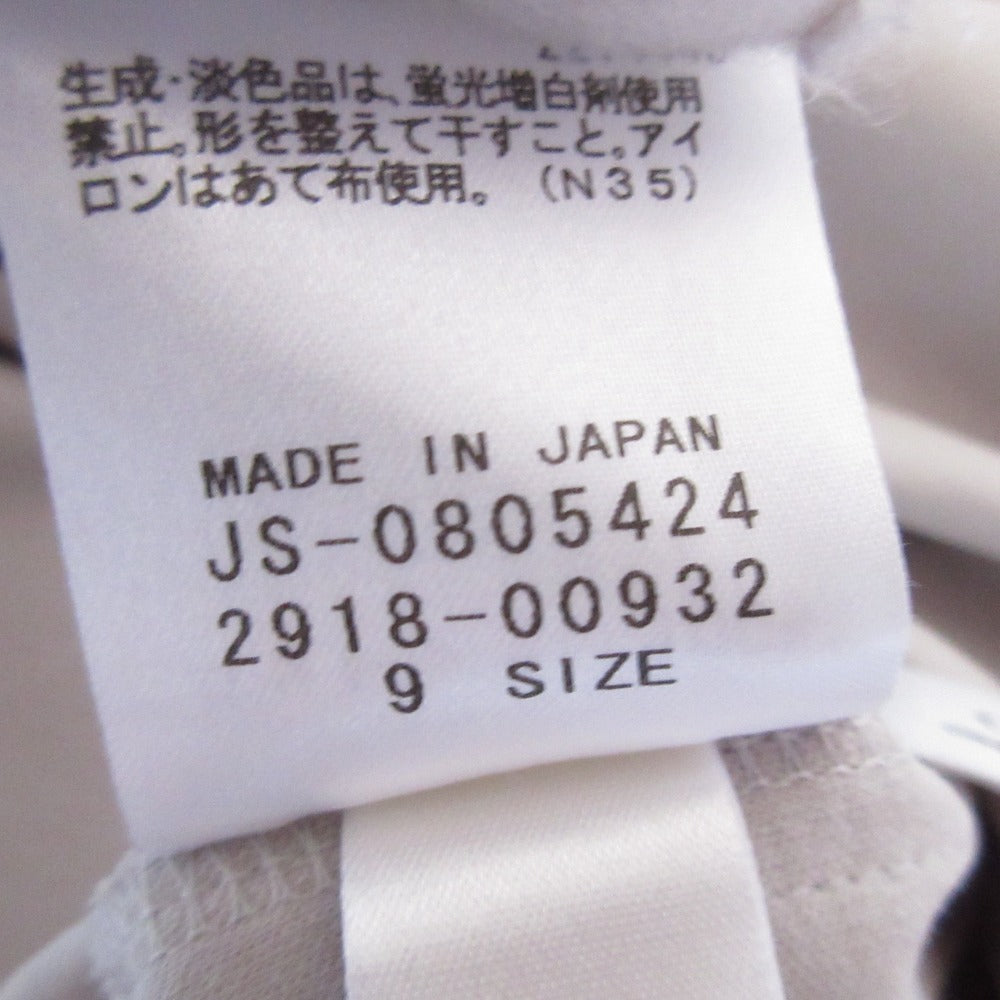 生成・淡色品は、蛍光増白剤使用
禁止。形を整えて干すこと。アイ
ロンはあて布使用。（N35）
MADE IN JAPAN
JS-0805424
2918-00932
9 SIZE